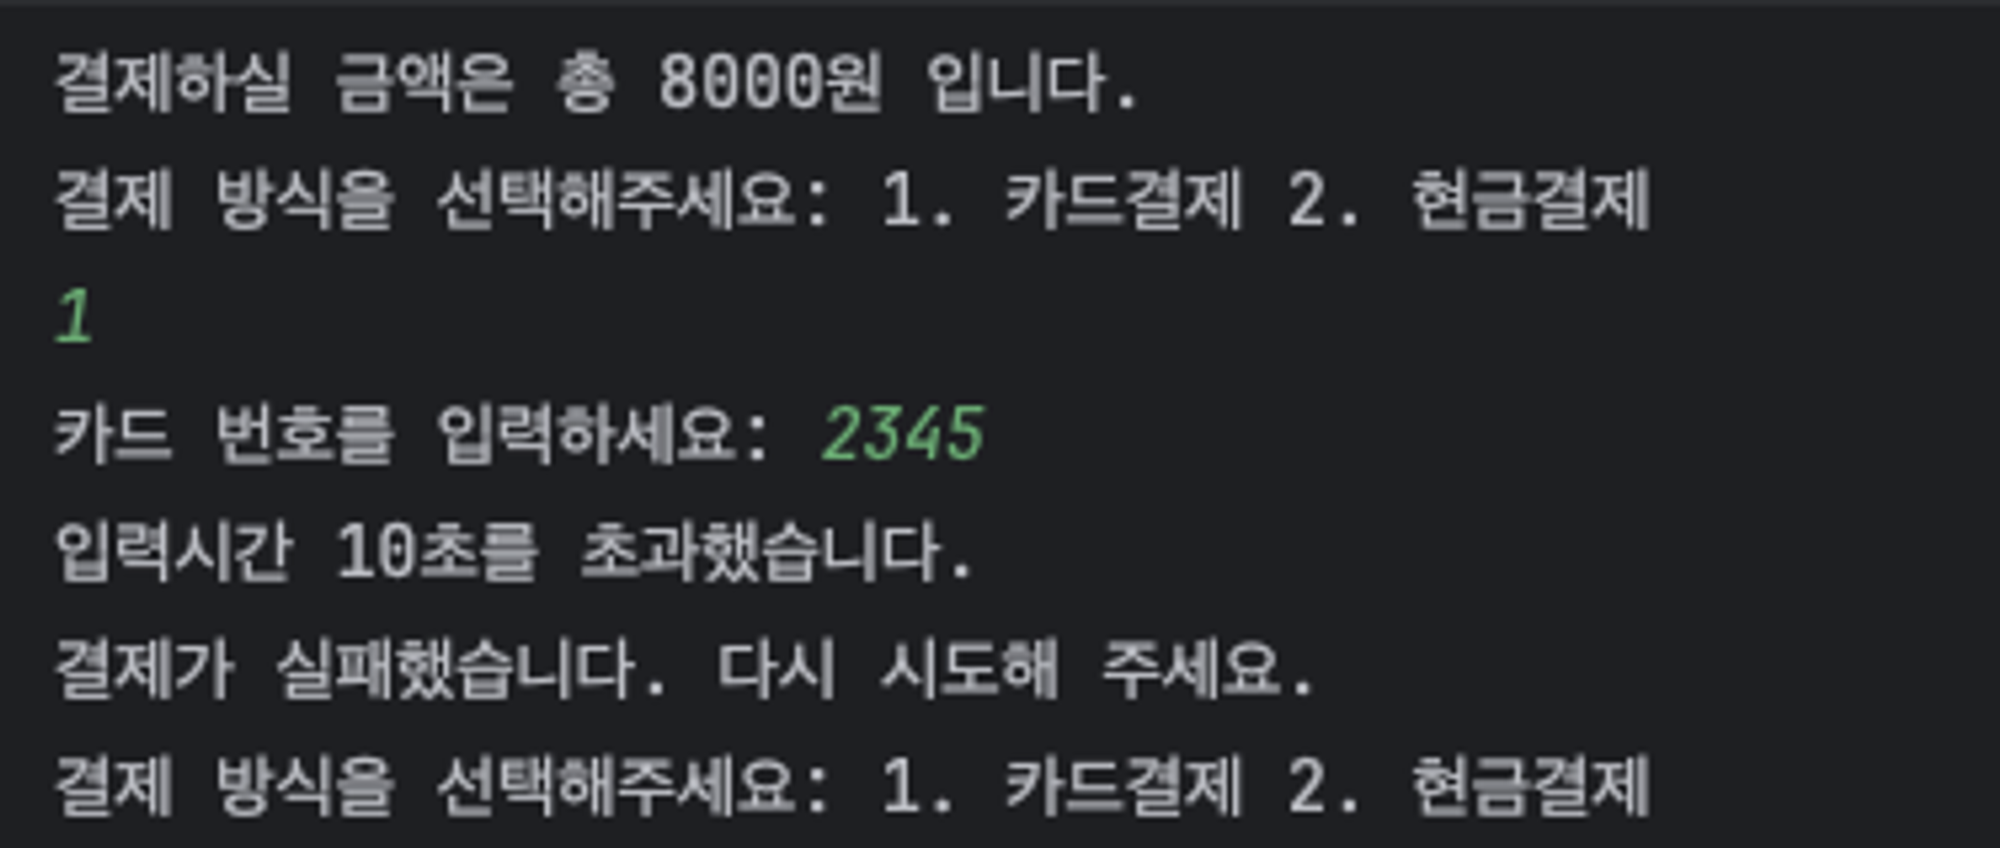 결제하실 금액은 총 8000원 입니다.
결제 방식을 선택해주세요: 1. 카드결제 2. 현금결제
1
카드 번호를 입력하세요: 2345
입력시간 10초를 초과했습니다.
결제가 실패했습니다. 다시 시도해 주세요.
결제 방식을 선택해주세요: 1. 카드결제 2. 현금결제